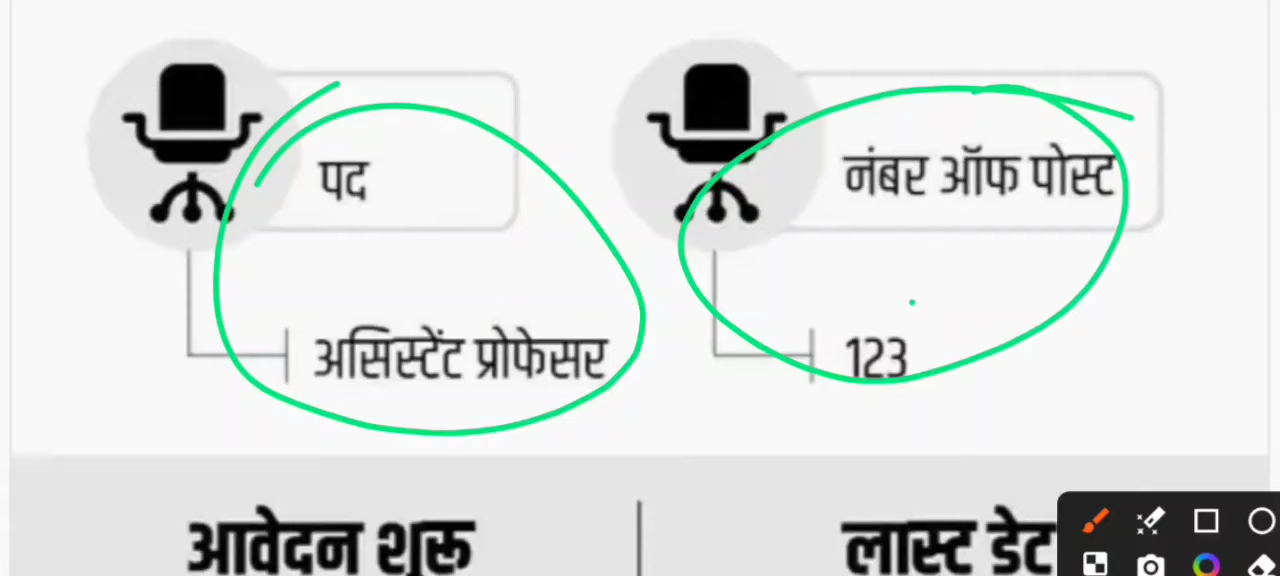 पद
नंबर ऑफ पोस्ट
असिस्टेंट प्रोफेसर
123
आवेदन शुरू
लास्ट डेट